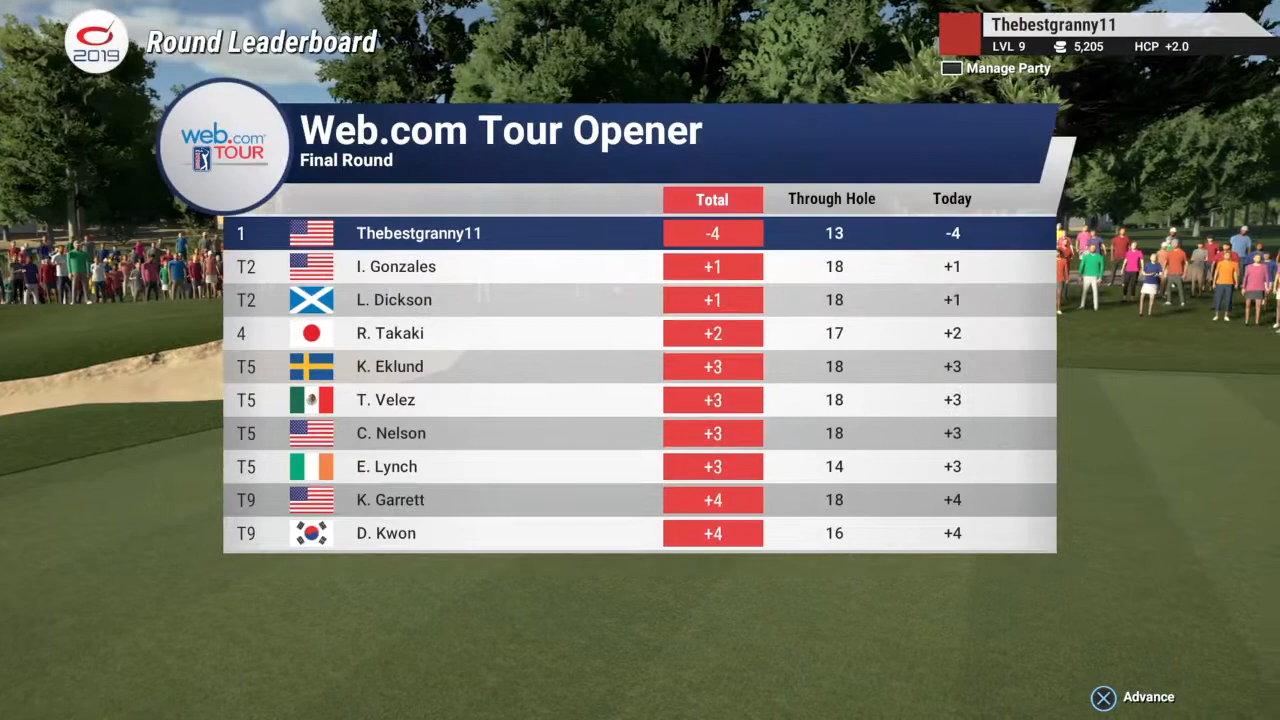 2019
Round Leaderboard
Thebestgranny11
LVL 9 5,205 HCP +2.0
Manage Party
web.com
PGA TOUR
TOUR
Web.com Tour Opener
Final Round
Total Through Hole Today
1 Thebestgranny11 -4 13 -4
T2 I. Gonzales +1 18 +1
T2 L. Dickson +1 18 +1
4 R. Takaki +2 17 +2
T5 K. Eklund +3 18 +3
T5 T. Velez +3 18 +3
T5 C. Nelson +3 18 +3
T5 E. Lynch +3 14 +3
T9 K. Garrett +4 18 +4
T9 D. Kwon +4 16 +4
Advance